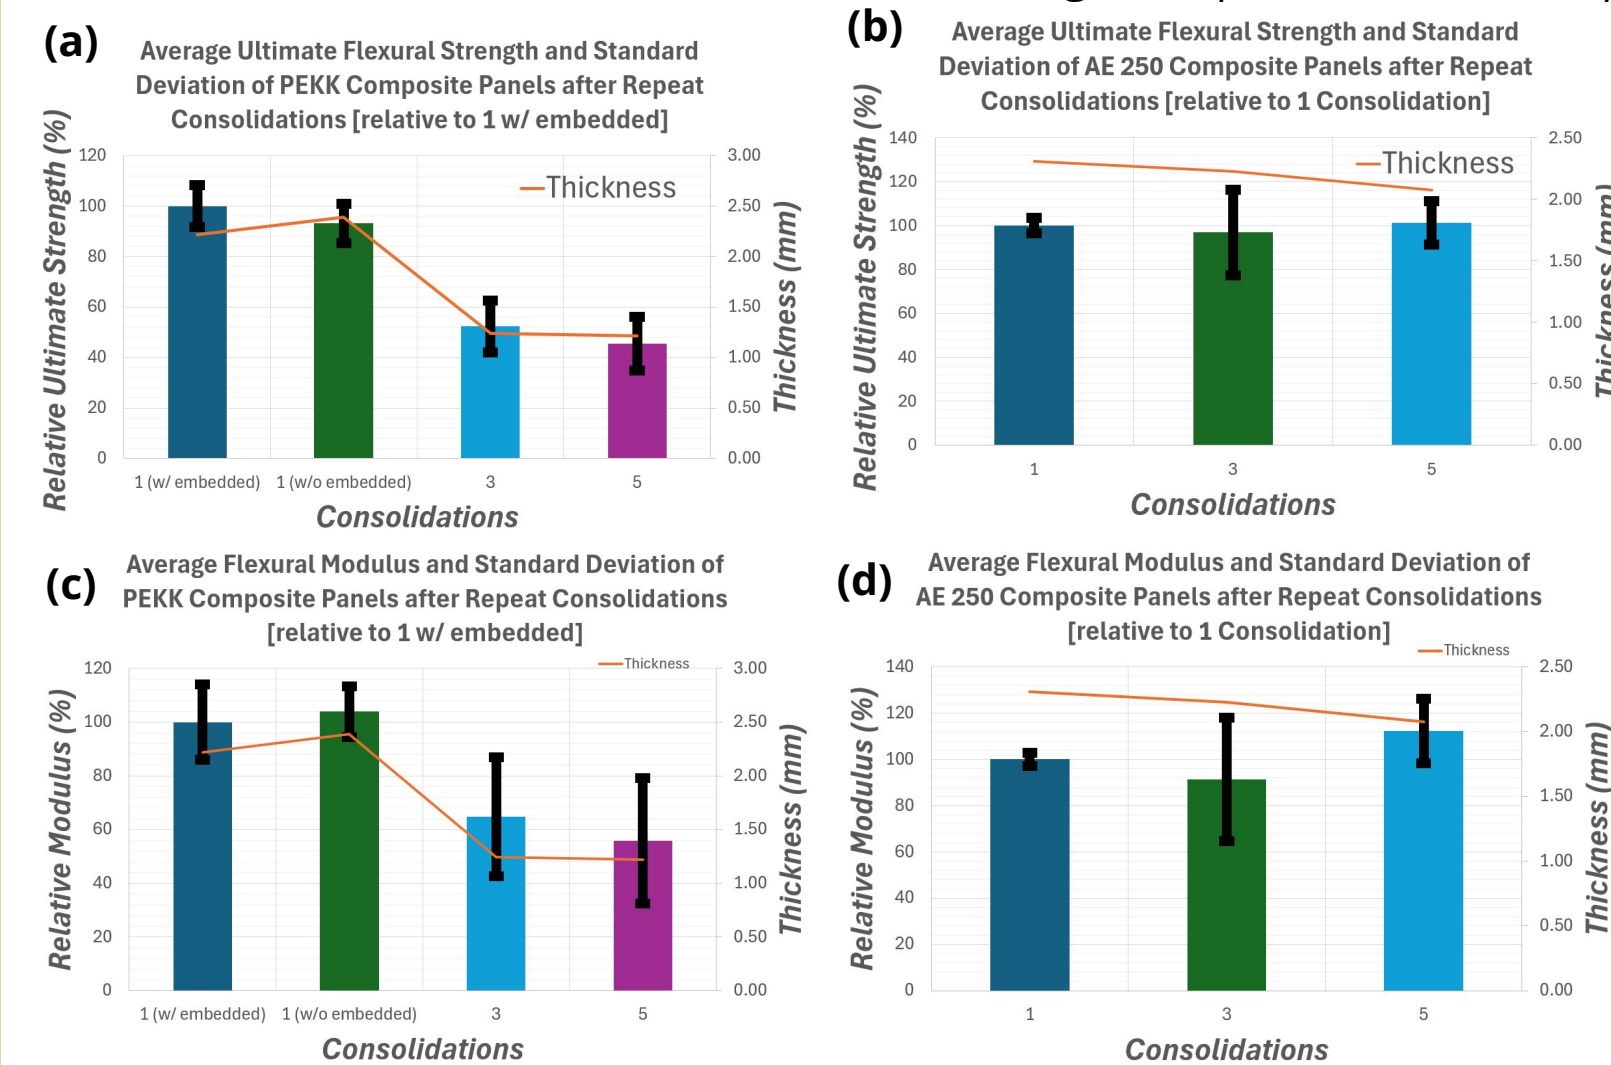 (a)
Average Ultimate Flexural Strength and Standard
Deviation of PEKK Composite Panels after Repeat
Consolidations [relative to 1 w/ embedded]
Relative Ultimate Strength (%)
120
100
80
60
40
20
0
Thickness
3.00
2.50
2.00
1.50
1.00
0.50
0.00
Thickness (mm)
1 (w/ embedded)
1 (w/o embedded)
3
5
Consolidations
(b)
Average Ultimate Flexural Strength and Standard
Deviation of AE 250 Composite Panels after Repeat
Consolidations [relative to 1 Consolidation]
Relative Ultimate Strength (%)
140
120
100
80
60
40
20
0
Thickness
2.50
2.00
1.50
1.00
0.50
0.00
Thickness (mm)
1
3
5
Consolidations
(c)
Average Flexural Modulus and Standard Deviation of
PEKK Composite Panels after Repeat Consolidations
[relative to 1 w/ embedded]
Relative Modulus (%)
120
100
80
60
40
20
0
Thickness
3.00
2.50
2.00
1.50
1.00
0.50
0.00
Thickness (mm)
1 (w/ embedded)
1 (w/o embedded)
3
5
Consolidations
(d)
Average Flexural Modulus and Standard Deviation of
AE 250 Composite Panels after Repeat Consolidations
[relative to 1 Consolidation]
Relative Modulus (%)
140
120
100
80
60
40
20
0
Thickness
2.50
2.00
1.50
1.00
0.50
0.00
Thickness (mm)
1
3
5
Consolidations